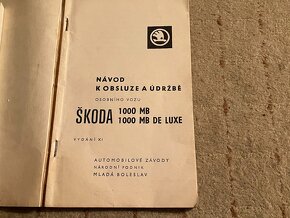 NÁVOD
K OBSLUZE A ÚDRŽBĚ
OSOBNÍHO VOZU
ŠKODA 1000 MB
1000 MB DE LUXE
VYDÁNÍ XI
AUTOMOBILOVÉ ZÁVODY
NÁRODNÍ PODNIK
MLADÁ BOLESLAV